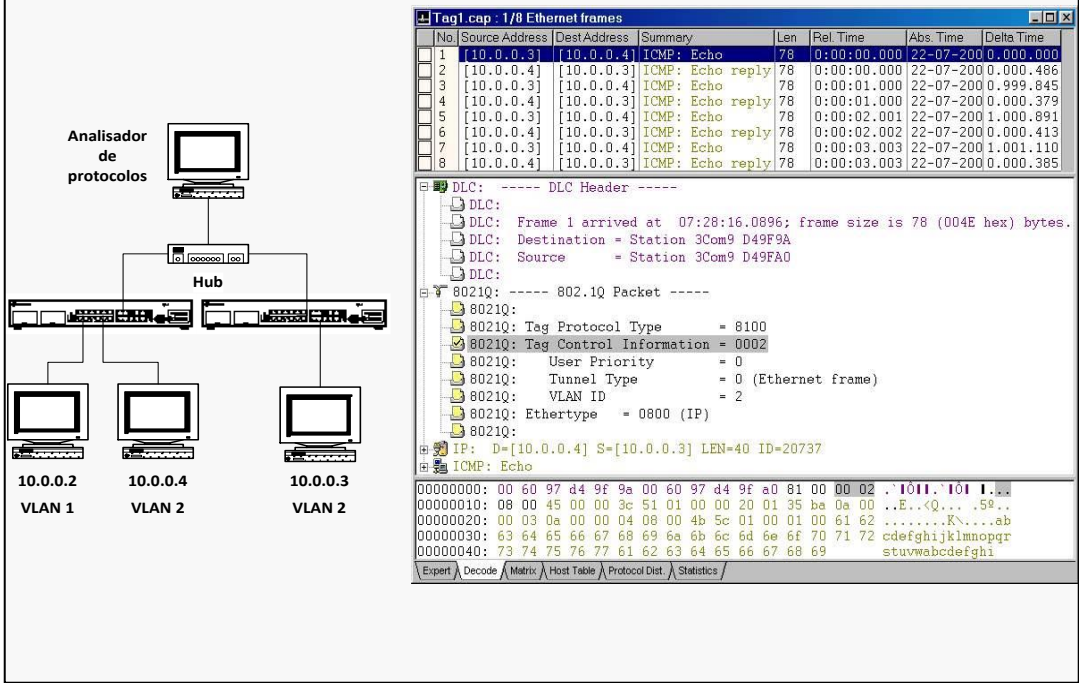 Analisador
de
protocolos
Hub
10.0.0.2
10.0.0.4
10.0.0.3
VLAN 1
VLAN 2
VLAN 2
Tag1.cap : 1/8 Ethernet frames
No. Source Address Dest Address Summary Len Rel. Time Abs. Time Delta Time
1 [10.0.0.3] [10.0.0.4] ICMP: Echo 78 0:00:00.000 22-07-200 0.000.000
2 [10.0.0.4] [10.0.0.3] ICMP: Echo reply 78 0:00:00.000 22-07-200 0.000.486
3 [10.0.0.3] [10.0.0.4] ICMP: Echo 78 0:00:01.000 22-07-200 0.999.845
4 [10.0.0.4] [10.0.0.3] ICMP: Echo reply 78 0:00:01.000 22-07-200 0.000.379
5 [10.0.0.3] [10.0.0.4] ICMP: Echo 78 0:00:02.001 22-07-200 1.000.891
6 [10.0.0.4] [10.0.0.3] ICMP: Echo reply 78 0:00:02.002 22-07-200 0.000.413
7 [10.0.0.3] [10.0.0.4] ICMP: Echo 78 0:00:03.003 22-07-200 1.001.110
8 [10.0.0.4] [10.0.0.3] ICMP: Echo reply 78 0:00:03.003 22-07-200 0.000.385
DLC: ----- DLC Header -----
DLC:
DLC: Frame 1 arrived at 07:28:16.0896; frame size is 78 (004E hex) bytes.
DLC: Destination = Station 3Com9 D49F9A
DLC: Source = Station 3Com9 D49FA0
DLC:
8021Q: ----- 802.1Q Packet -----
8021Q:
8021Q: Tag Protocol Type = 8100
8021Q: Tag Control Information = 0002
8021Q: User Priority = 0
8021Q: Tunnel Type = 0 (Ethernet frame)
8021Q: VLAN ID = 2
8021Q: Ethertype = 0800 (IP)
8021Q:
IP: D=[10.0.0.4] S=[10.0.0.3] LEN=40 ID=20737
ICMP: Echo
00000000: 00 60 97 d4 9f 9a 00 60 97 d4 9f a0 81 00 00 02
00000010: 08 00 45 00 00 3c 51 01 00 00 20 01 35 ba 0a 00 ..E..<Q... .5º..
00000020: 00 03 0a 00 00 04 08 00 4b 5c 01 00 01 00 61 62 ........K\....ab
00000030: 63 64 65 66 67 68 69 6a 6b 6c 6d 6e 6f 70 71 72 cdefghijklmnopqr
00000040: 73 74 75 76 77 61 62 63 64 65 66 67 68 69 stuvwabcdefghi
Expert Decode Matrix Host Table Protocol Dist. Statistics